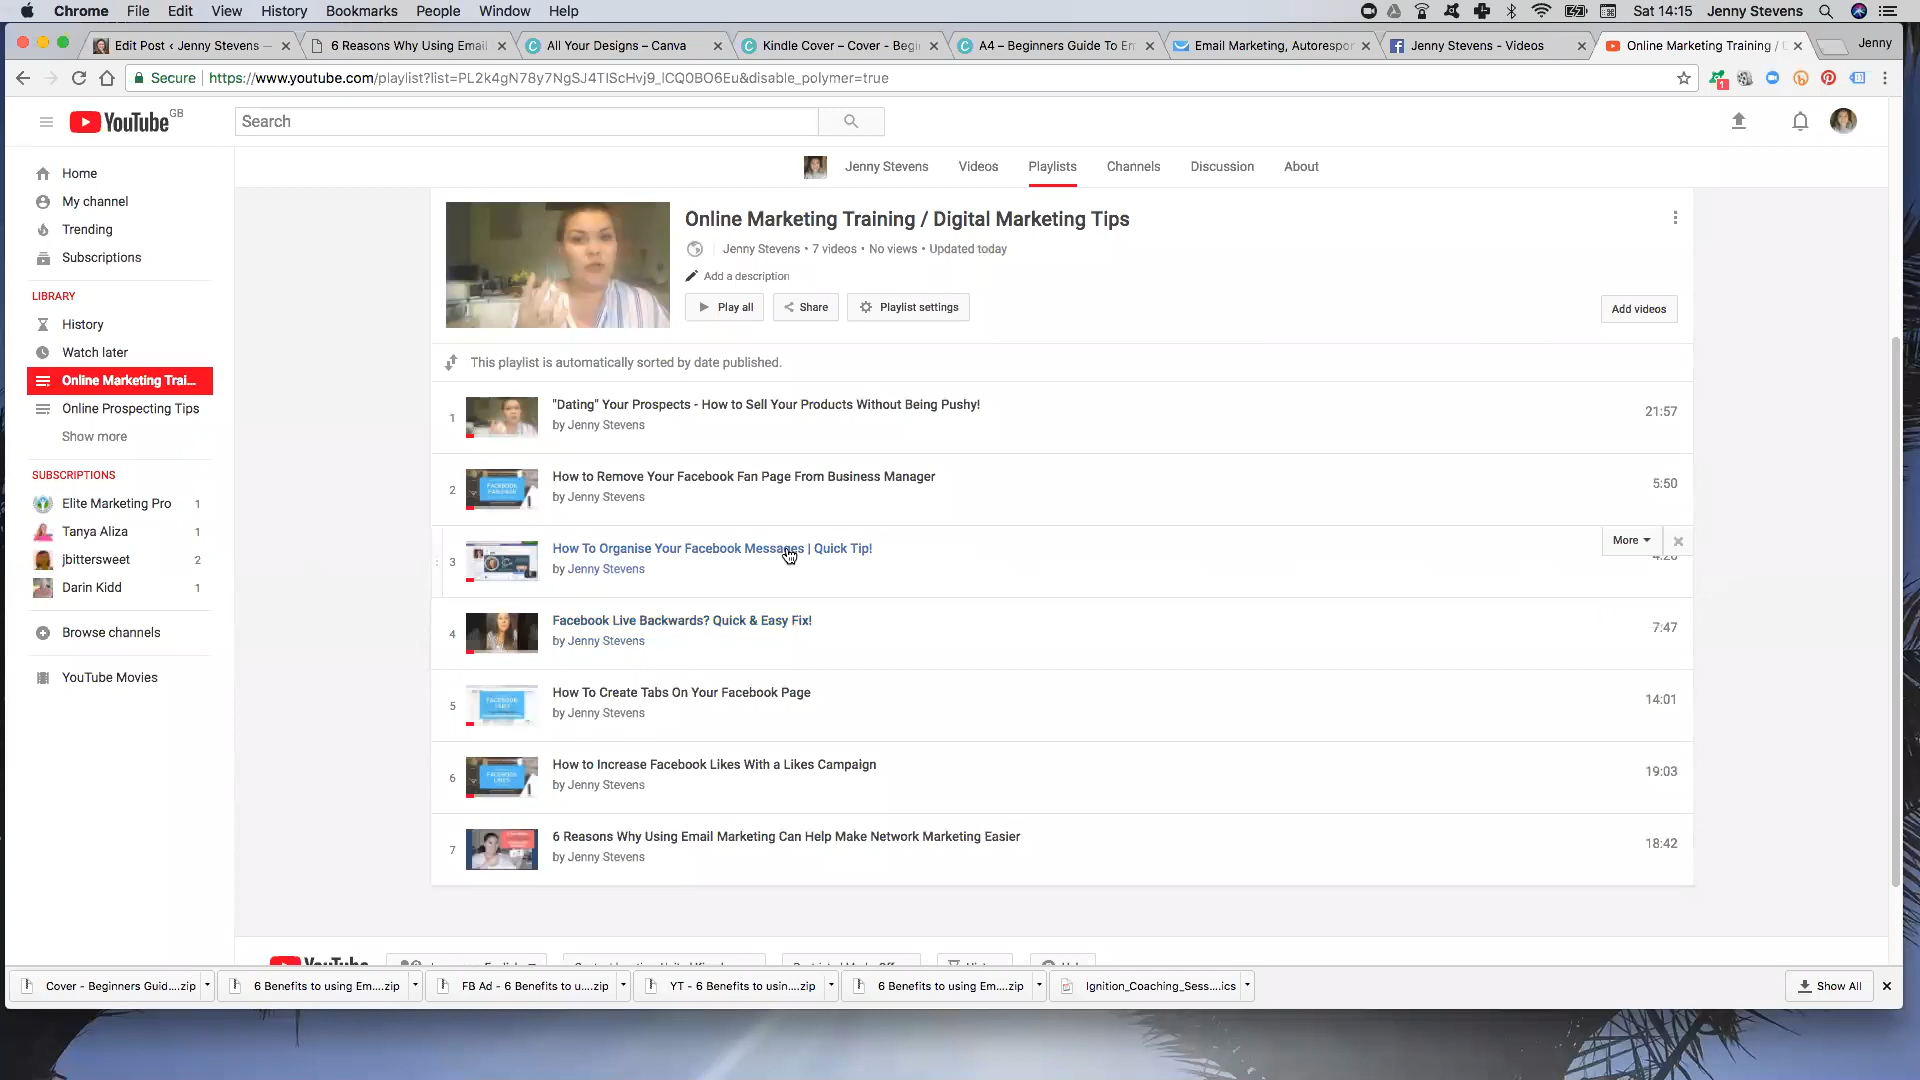 Chrome File Edit View History Bookmarks People Window Help Sat 14:15 Jenny Stevens
Edit Post ‹ Jenny Stevens — 6 Reasons Why Using Email All Your Designs – Canva Kindle Cover – Cover - Begi A4 – Beginners Guide To Em Email Marketing, Autorespor Jenny Stevens - Videos Online Marketing Training / Jenny
Secure https://www.youtube.com/playlist?list=PL2k4gN78y7NgSJ4TlScHvj9_lCQ0BO6Eu&disable_polymer=true
YouTube GB Search
Jenny Stevens Videos Playlists Channels Discussion About
Home
My channel
Trending
Subscriptions
LIBRARY
History
Watch later
Online Marketing Trai...
Online Prospecting Tips
Show more
SUBSCRIPTIONS
Elite Marketing Pro 1
Tanya Aliza 1
jbittersweet 2
Darin Kidd 1
Browse channels
YouTube Movies
Online Marketing Training / Digital Marketing Tips
Jenny Stevens • 7 videos • No views • Updated today
Add a description
Play all Share Playlist settings Add videos
This playlist is automatically sorted by date published.
1 "Dating" Your Prospects - How to Sell Your Products Without Being Pushy! 21:57
by Jenny Stevens
2 How to Remove Your Facebook Fan Page From Business Manager 5:50
by Jenny Stevens
3 How To Organise Your Facebook Messages | Quick Tip! More
by Jenny Stevens
4 Facebook Live Backwards? Quick & Easy Fix! 7:47
by Jenny Stevens
5 How To Create Tabs On Your Facebook Page 14:01
by Jenny Stevens
6 How to Increase Facebook Likes With a Likes Campaign 19:03
by Jenny Stevens
7 6 Reasons Why Using Email Marketing Can Help Make Network Marketing Easier 18:42
by Jenny Stevens
YouTube
Cover - Beginners Guid....zip 6 Benefits to using Em....zip FB Ad - 6 Benefits to u....zip YT - 6 Benefits to usin....zip 6 Benefits to using Em....zip Ignition_Coaching_Sess....ics Show All